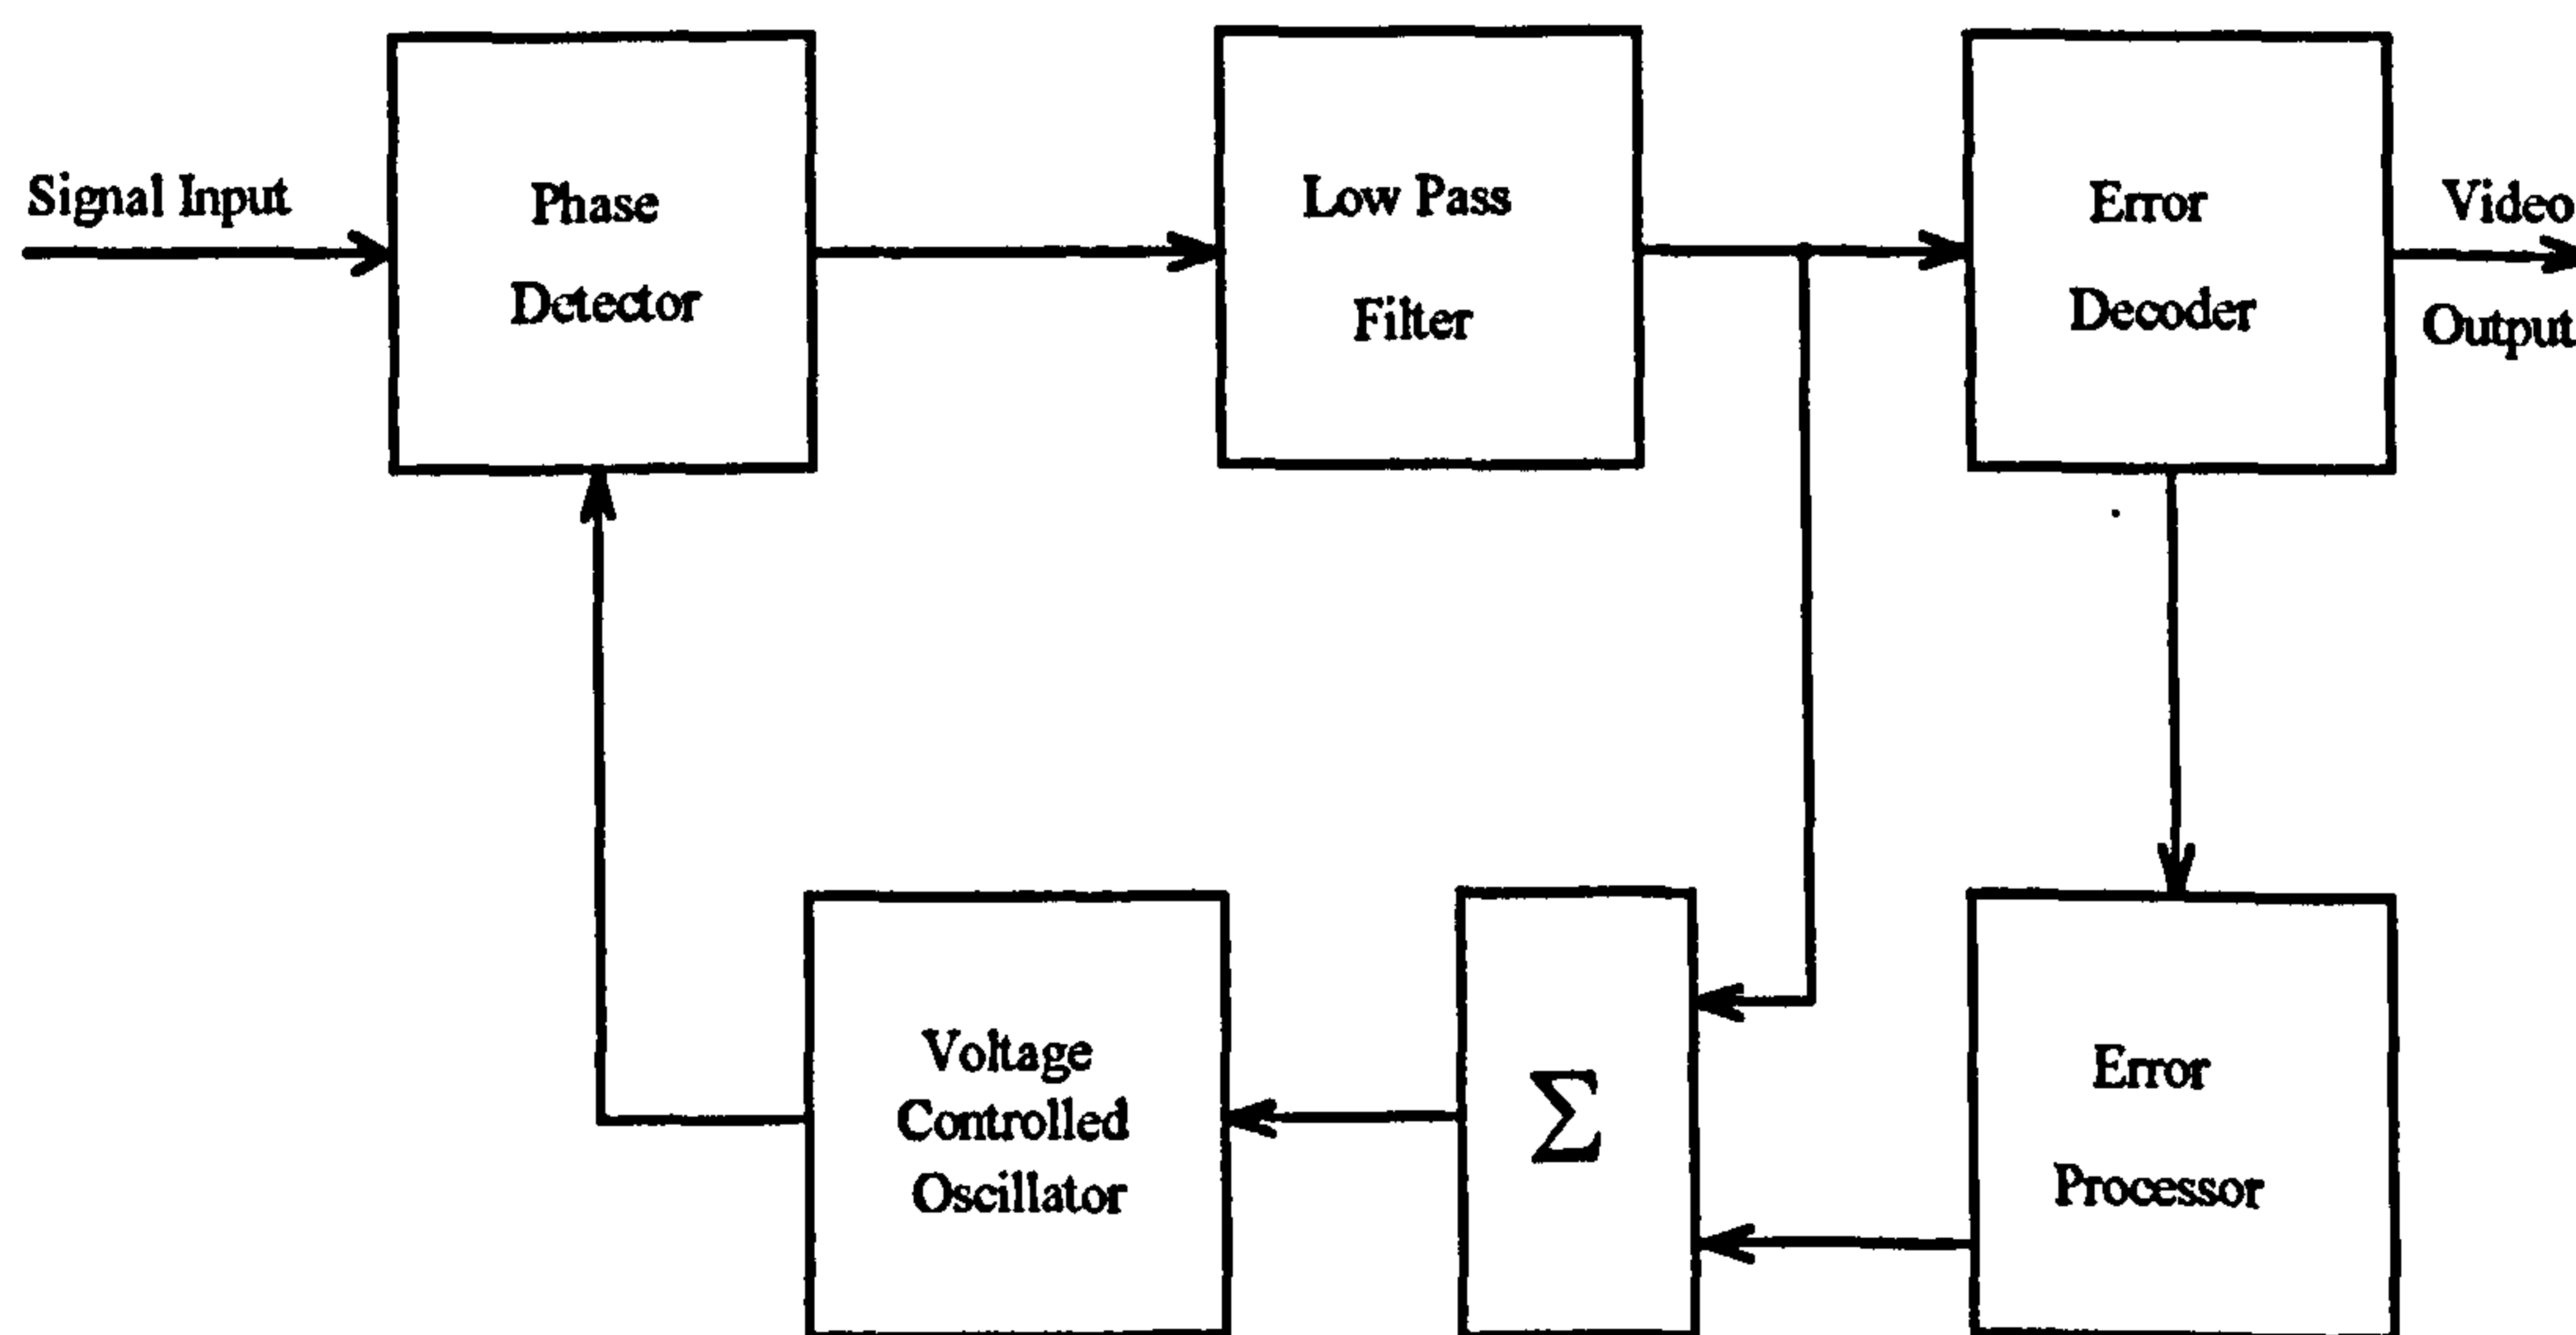 Signal Input
Phase
Detector
Low Pass
Filter
Error
Decoder
Video
Output
Voltage
Controlled
Oscillator
Σ
Error
Processor